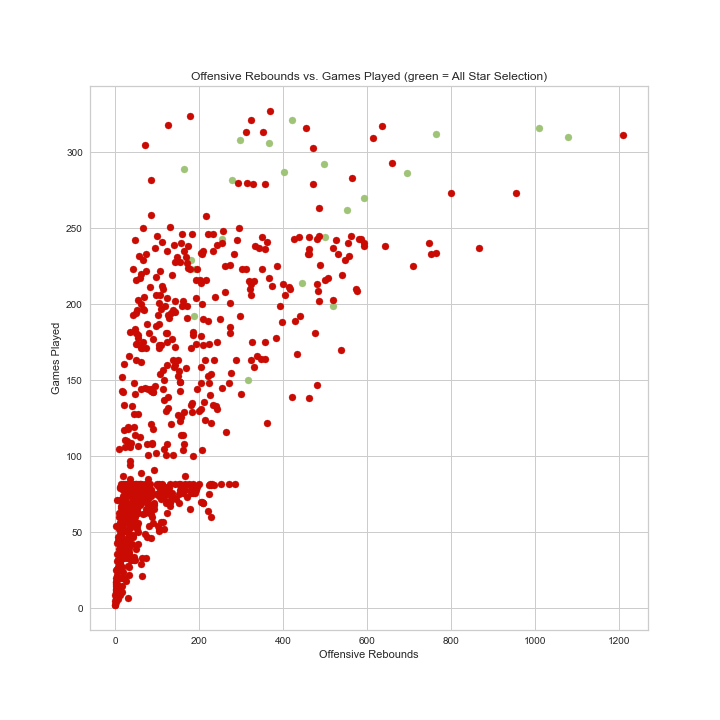 Offensive Rebounds vs. Games Played (green = All Star Selection)
300
250
200
150
100
50
0
Games Played
0 200 400 600 800 1000 1200
Offensive Rebounds